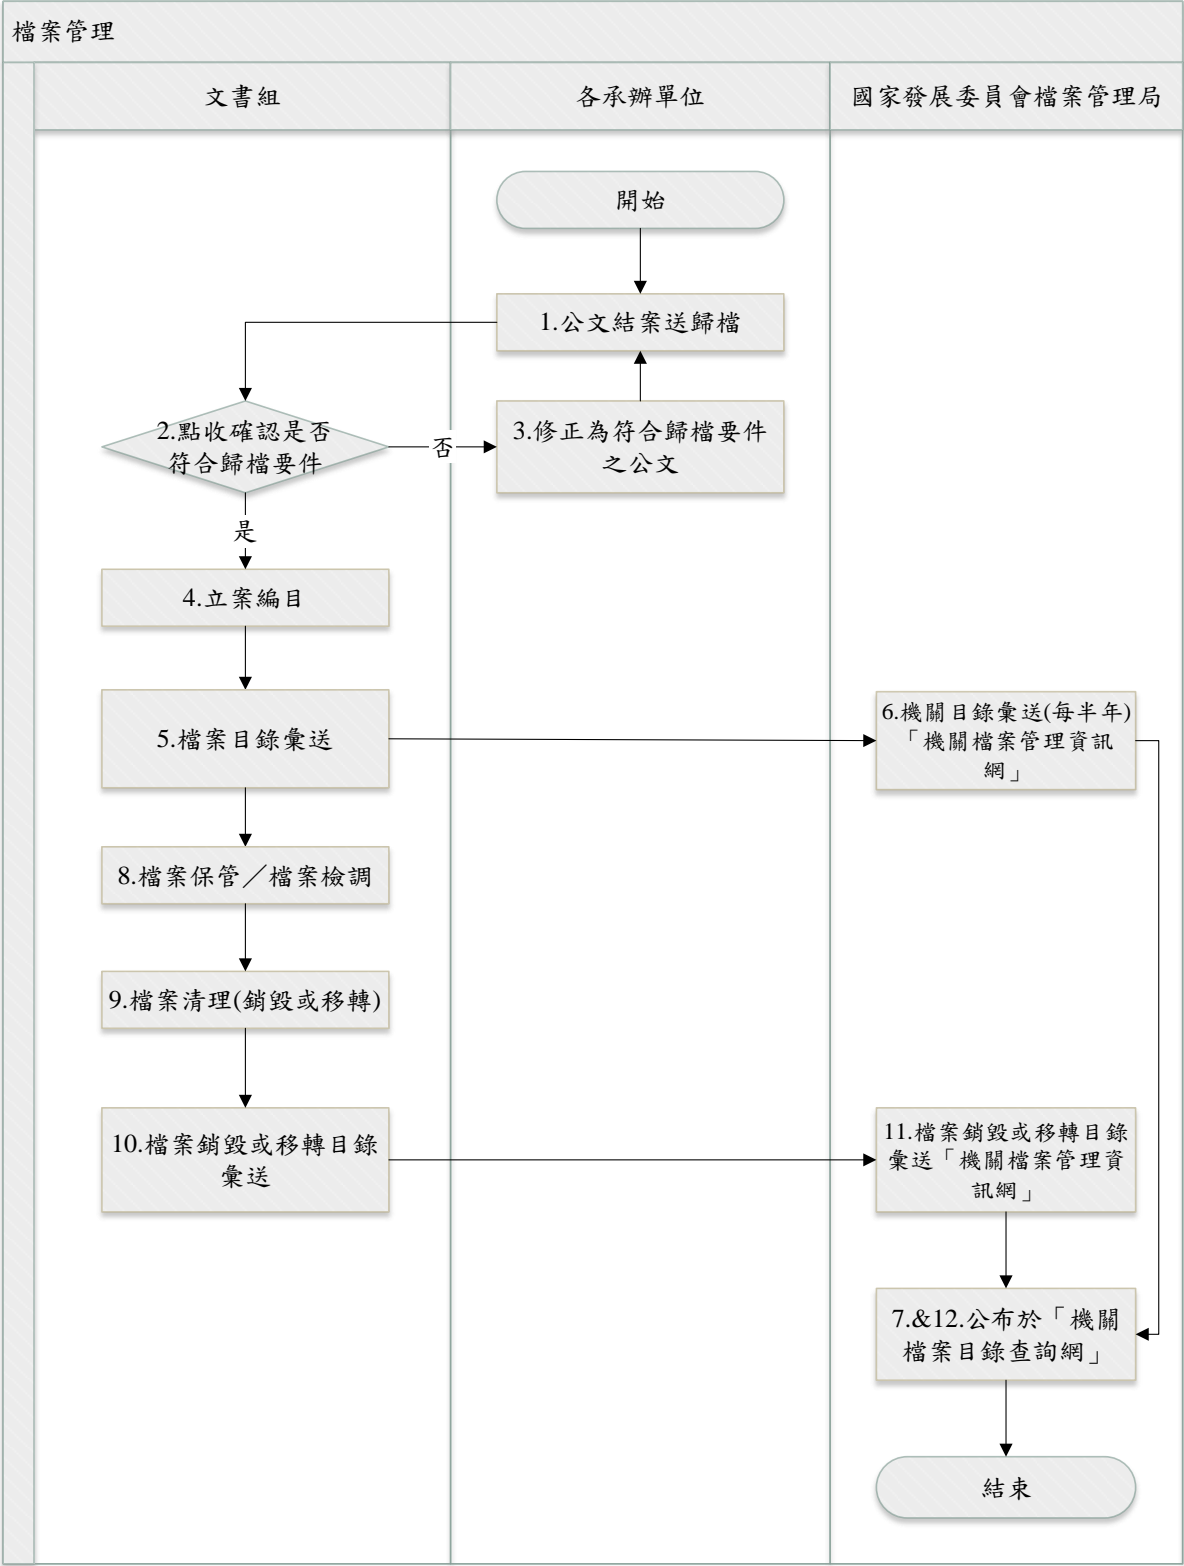 檔案管理
文書組
各承辦單位
國家發展委員會檔案管理局
開始
1.公文結案送歸檔
2.點收確認是否
符合歸檔要件
否
3.修正為符合歸檔要件
之公文
是
4.立案編目
5.檔案目錄彙送
6.機關目錄彙送(每半年)
「機關檔案管理資訊
網」
8.檔案保管／檔案檢調
9.檔案清理(銷毀或移轉)
10.檔案銷毀或移轉目錄
彙送
11.檔案銷毀或移轉目錄
彙送「機關檔案管理資
訊網」
7.&12.公布於「機關
檔案目錄查詢網」
結束